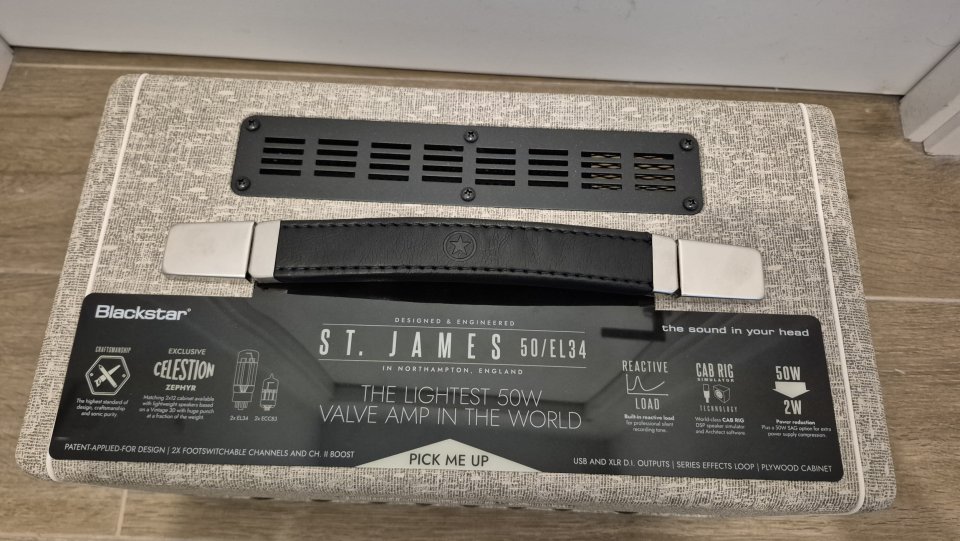 Blackstar®
DESIGNED & ENGINEERED
ST. JAMES 50/EL34
IN NORTHAMPTON, ENGLAND
the sound in your head
CRAFTSMANSHIP
The highest standard of
design, craftsmanship
and sonic purity.
EXCLUSIVE
CELESTION
ZEPHYR
Matching 2x12 cabinet available
with lightweight speakers based
on a Vintage 30 with huge punch
at a fraction of the weight.
2x EL34 2x ECC83
THE LIGHTEST 50W
VALVE AMP IN THE WORLD
REACTIVE
LOAD
Built-in reactive load
for professional silent
recording tone.
CAB RIG
SIMULATOR
TECHNOLOGY
World-class CAB RIG
DSP speaker simulator
and Architect software.
50W
2W
Power reduction
Plus a 50W SAG option for extra
power supply compression.
PATENT-APPLIED-FOR DESIGN | 2X FOOTSWITCHABLE CHANNELS AND CH. II BOOST
PICK ME UP
USB AND XLR D.I. OUTPUTS | SERIES EFFECTS LOOP | PLYWOOD CABINET